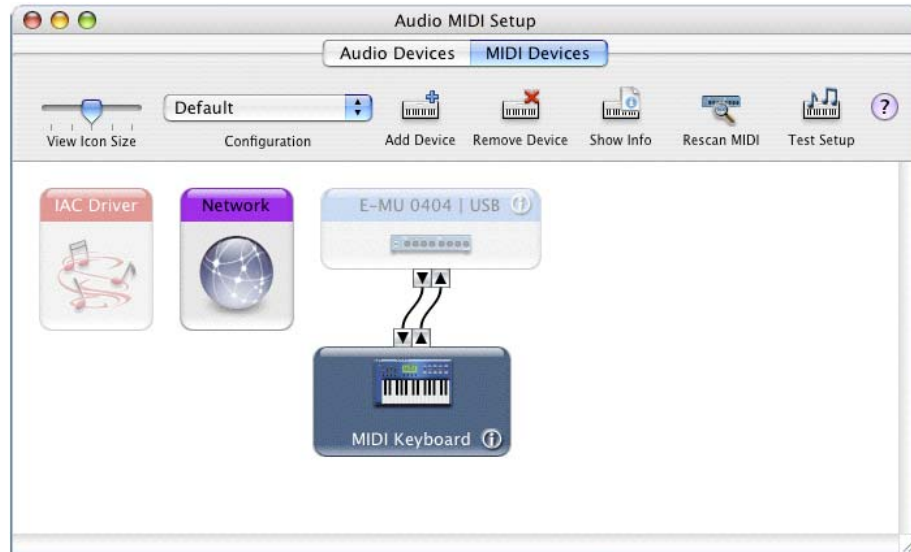 Audio MIDI Setup
Audio Devices MIDI Devices
Default
?
View Icon Size Configuration Add Device Remove Device Show Info Rescan MIDI Test Setup
IAC Driver Network E-MU 0404 | USB i
MIDI Keyboard i